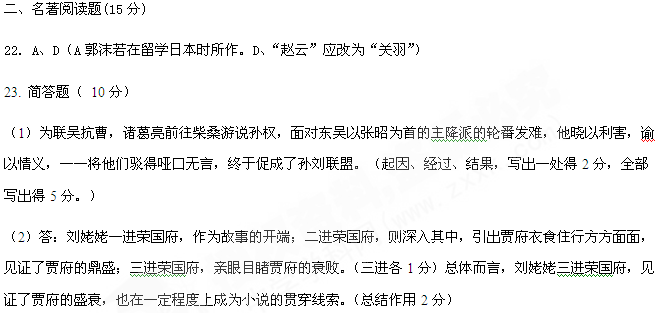 二、名著阅读题(15分)
22. A、D（A郭沫若在留学日本时所作。D、“赵云”应改为“关羽”）
23. 简答题（ 10分）
（1）为联吴抗曹，诸葛亮前往柴桑游说孙权，面对东吴以张昭为首的主降派的轮番发难，他晓以利害，谕
以情义，一一将他们驳得哑口无言，终于促成了孙刘联盟。（起因、经过、结果，写出一处得2分，全部
写出得5分。）
（2）答：刘姥姥一进荣国府，作为故事的开端；二进荣国府，则深入其中，引出贾府衣食住行方方面面，
见证了贾府的鼎盛；三进荣国府，亲眼目睹贾府的衰败。（三进各1分）总体而言，刘姥姥三进荣国府，见
证了贾府的盛衰，也在一定程度上成为小说的贯穿线索。（总结作用2分）